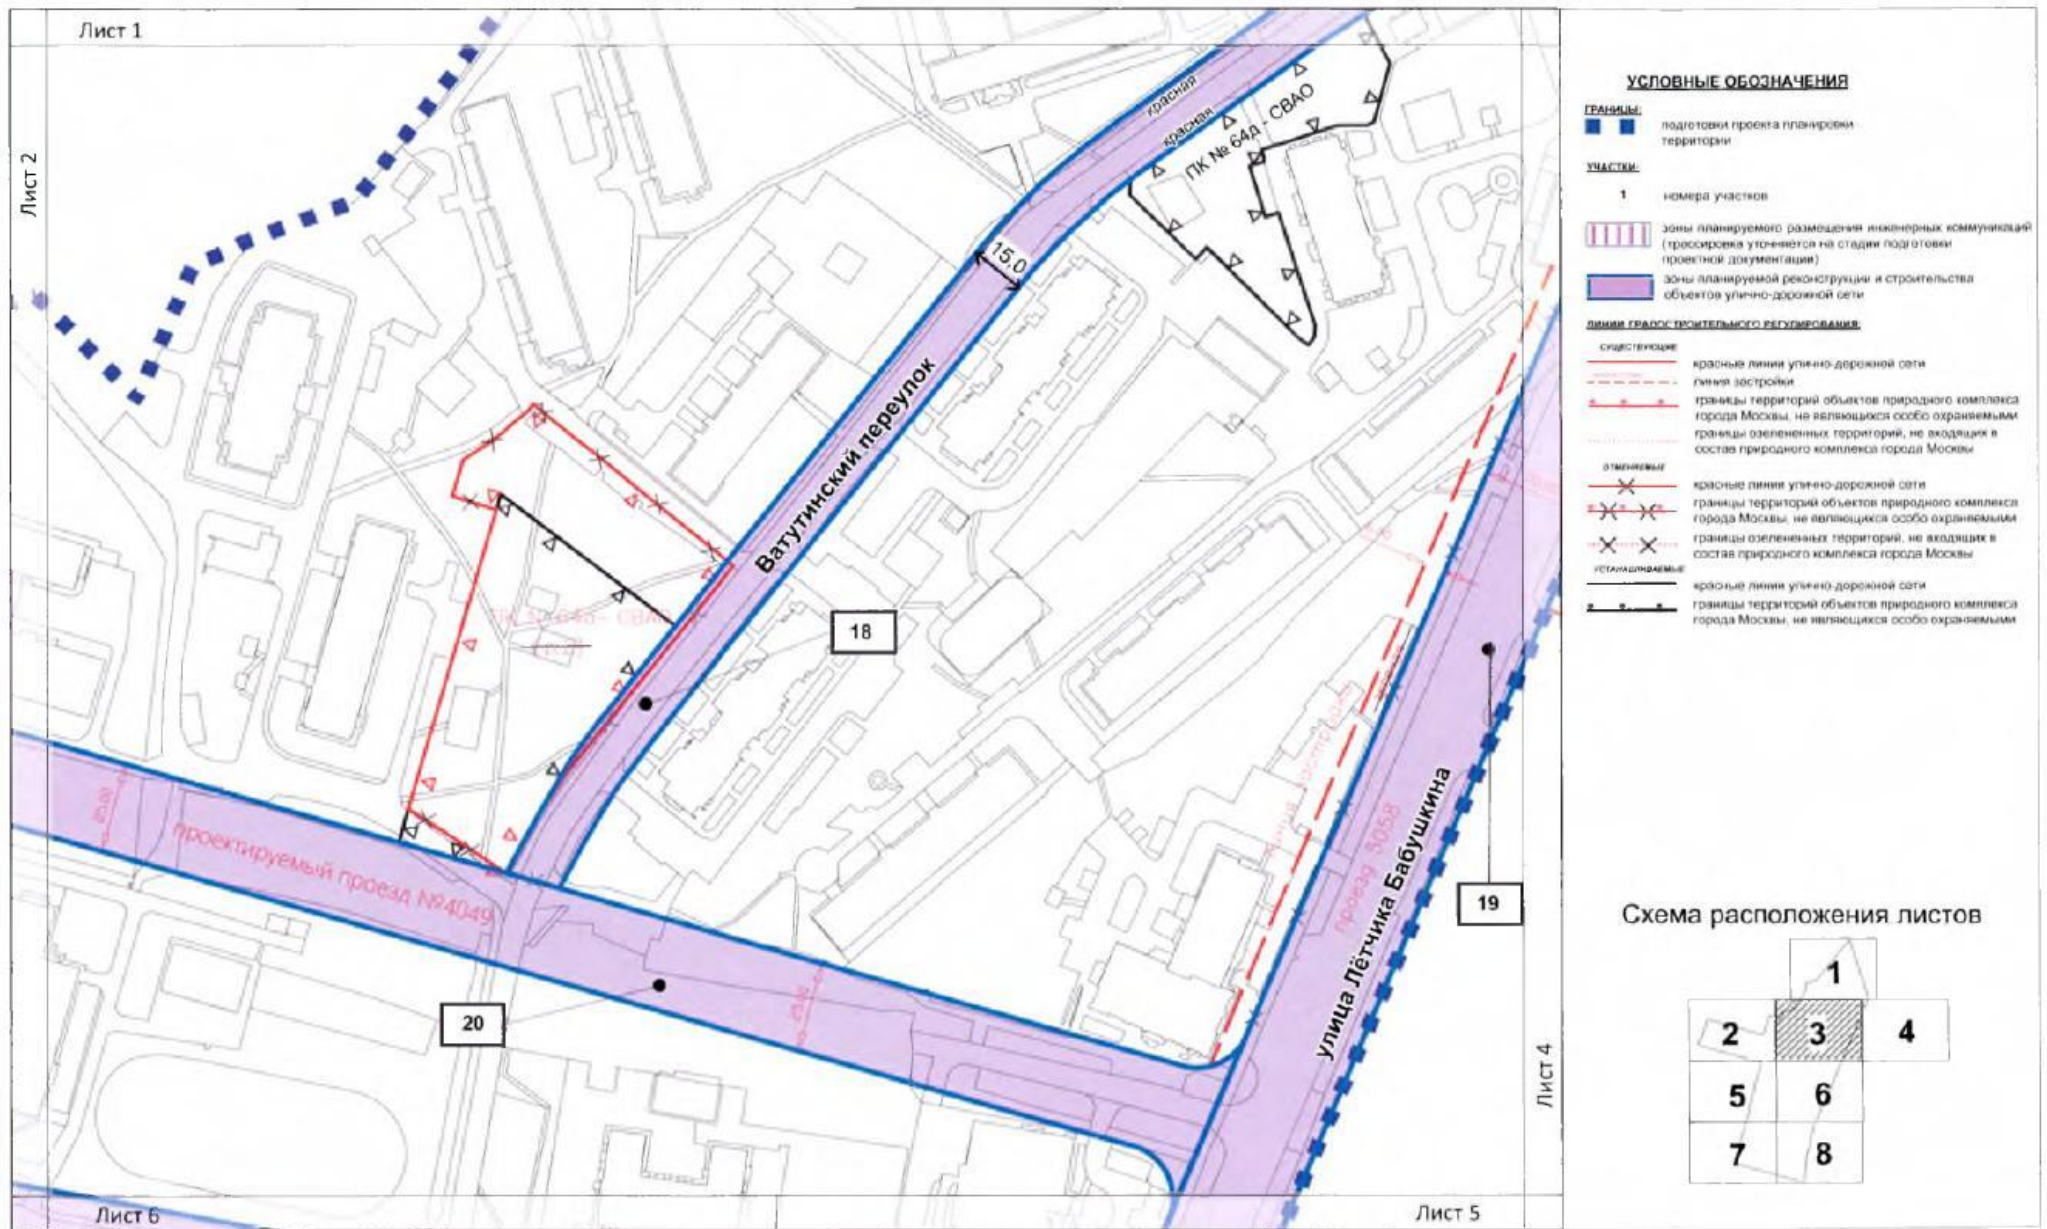 Лист 1
Лист 2
красная
красная
ПК № 64д - СВАО
15,0
Ватутинский переулок
18
проектируемый проезд №4049
20
19
проезд 5058
улица Лётчика Бабушкина
Лист 4
Лист 6
Лист 5
УСЛОВНЫЕ ОБОЗНАЧЕНИЯ
ГРАНИЦЫ:
подготовки проекта планировки
территории
УЧАСТКИ:
1 номера участков
зоны планируемого размещения инженерных коммуникаций
(трассировка уточняется на стадии подготовки
проектной документации)
зоны планируемой реконструкции и строительства
объектов улично-дорожной сети
ЛИНИИ ГРАДОСТРОИТЕЛЬНОГО РЕГУЛИРОВАНИЯ:
СУЩЕСТВУЮЩИЕ
красные линии улично-дорожной сети
линия застройки
границы территорий объектов природного комплекса
города Москвы, не являющихся особо охраняемыми
границы озелененных территорий, не входящих в
состав природного комплекса города Москвы
ОТМЕНЯЕМЫЕ
красные линии улично-дорожной сети
границы территорий объектов природного комплекса
города Москвы, не являющихся особо охраняемыми
границы озелененных территорий, не входящих в
состав природного комплекса города Москвы
УСТАНАВЛИВАЕМЫЕ
красные линии улично-дорожной сети
границы территорий объектов природного комплекса
города Москвы, не являющихся особо охраняемыми
Схема расположения листов
1
2 3 4
5 6
7 8